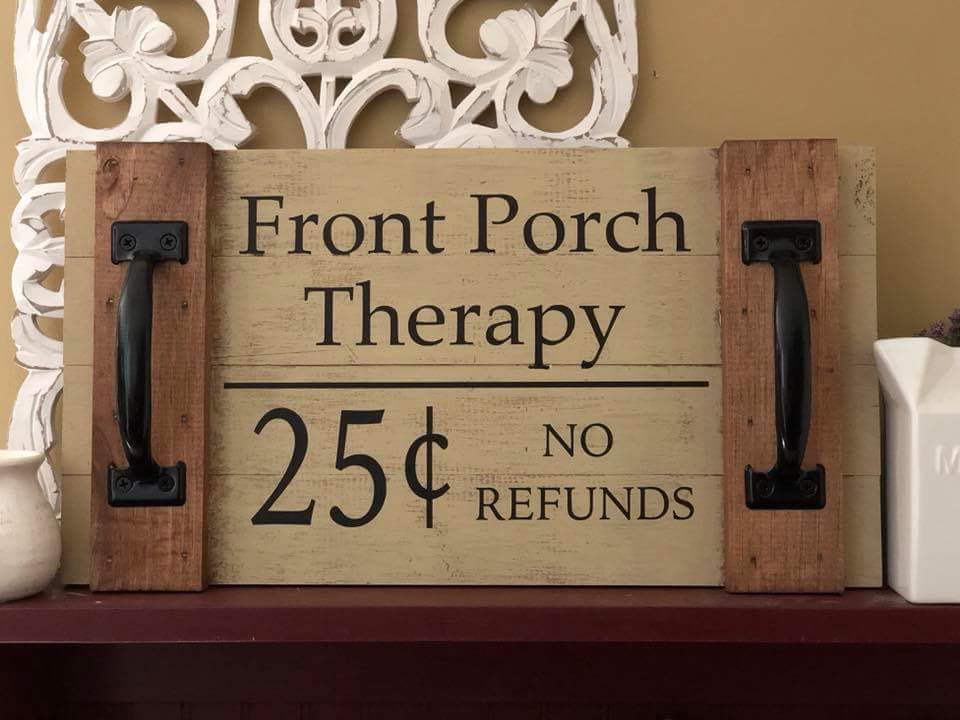 Front Porch
Therapy
25¢
NO
REFUNDS
M